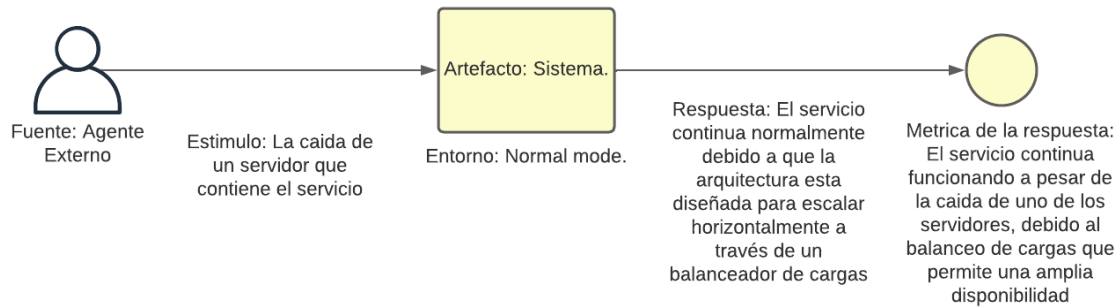 Fuente: Agente
Externo
Estimulo: La caida de
un servidor que
contiene el servicio
Artefacto: Sistema.
Entorno: Normal mode.
Respuesta: El servicio
continua normalmente
debido a que la
arquitectura esta
diseñada para escalar
horizontalmente a
través de un
balanceador de cargas
Metrica de la respuesta:
El servicio continua
funcionando a pesar de
la caida de uno de los
servidores, debido al
balanceo de cargas que
permite una amplia
disponibilidad